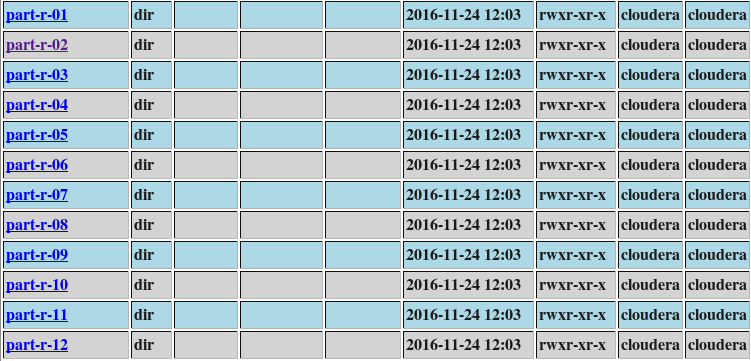 part-r-01 dir 2016-11-24 12:03 rwxr-xr-x cloudera cloudera
part-r-02 dir 2016-11-24 12:03 rwxr-xr-x cloudera cloudera
part-r-03 dir 2016-11-24 12:03 rwxr-xr-x cloudera cloudera
part-r-04 dir 2016-11-24 12:03 rwxr-xr-x cloudera cloudera
part-r-05 dir 2016-11-24 12:03 rwxr-xr-x cloudera cloudera
part-r-06 dir 2016-11-24 12:03 rwxr-xr-x cloudera cloudera
part-r-07 dir 2016-11-24 12:03 rwxr-xr-x cloudera cloudera
part-r-08 dir 2016-11-24 12:03 rwxr-xr-x cloudera cloudera
part-r-09 dir 2016-11-24 12:03 rwxr-xr-x cloudera cloudera
part-r-10 dir 2016-11-24 12:03 rwxr-xr-x cloudera cloudera
part-r-11 dir 2016-11-24 12:03 rwxr-xr-x cloudera cloudera
part-r-12 dir 2016-11-24 12:03 rwxr-xr-x cloudera cloudera